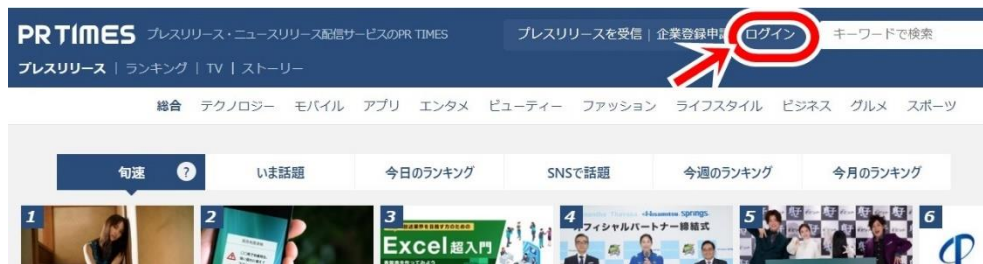 PR TIMES プレスリリース・ニュースリリース配信サービスのPR TIMES
プレスリリースを受信 | 企業登録申 ログイン
キーワードで検索
プレスリリース | ランキング | TV | ストーリー
総合 テクノロジー モバイル アプリ エンタメ ビューティー ファッション ライフスタイル ビジネス グルメ スポーツ
旬速 ? いま話題 今日のランキング SNSで話題 今週のランキング 今月のランキング
1 2 3 4 5 6
Excel超入門
フィシャルパートナー締結式